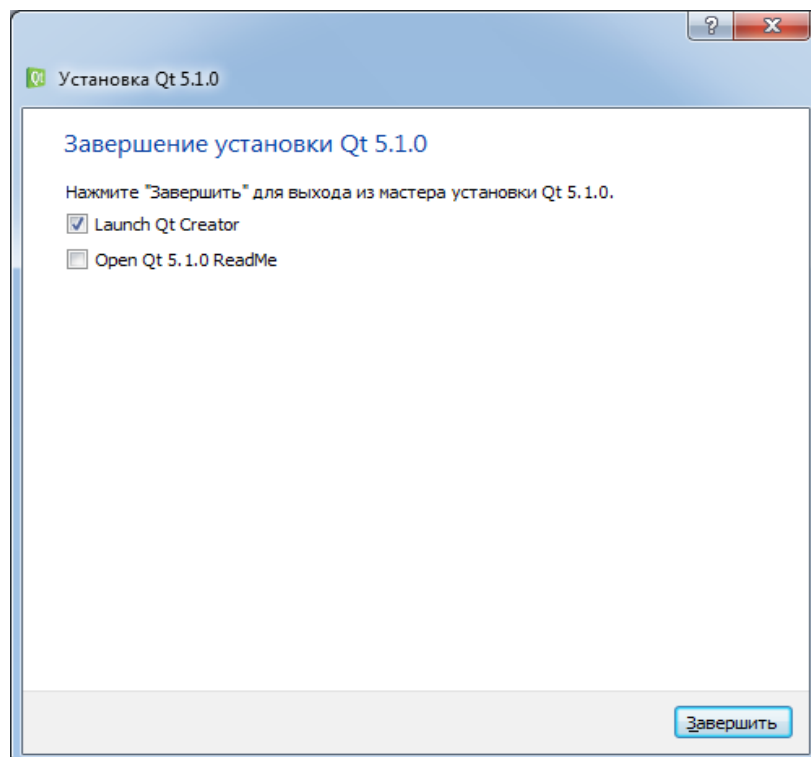 Qt Установка Qt 5.1.0
Завершение установки Qt 5.1.0
Нажмите "Завершить" для выхода из мастера установки Qt 5.1.0.
Launch Qt Creator
Open Qt 5.1.0 ReadMe
Завершить